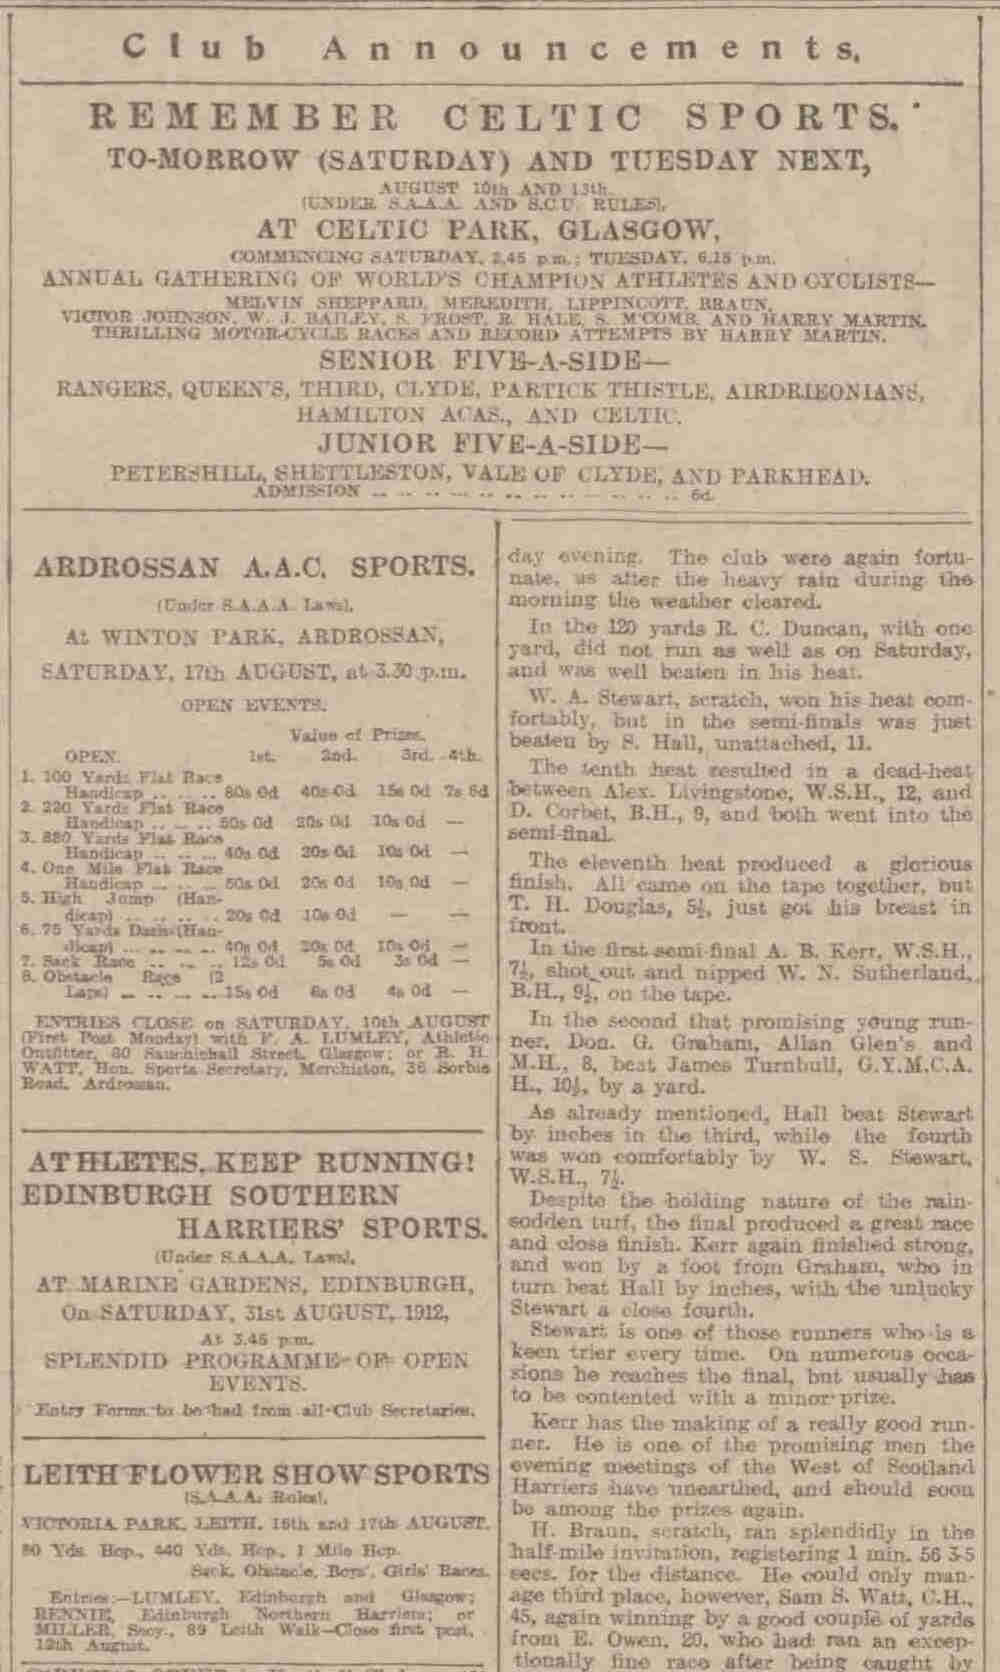 Club Announcements.
REMEMBER CELTIC SPORTS.
TO-MORROW (SATURDAY) AND TUESDAY NEXT,
AUGUST 10th AND 13th.
(UNDER S.A.A.A. AND S.C.U. RULES).
AT CELTIC PARK, GLASGOW,
COMMENCING SATURDAY, 2.45 p.m.; TUESDAY, 6.15 p.m.
ANNUAL GATHERING OF WORLD'S CHAMPION ATHLETES AND CYCLISTS—
MELVIN SHEPPARD, MEREDITH, LIPPINCOTT, BRAUN,
VICTOR JOHNSON, W. J. BAILEY, S. FROST, R. HALE, S. M'COMB, AND HARRY MARTIN.
THRILLING MOTOR-CYCLE RACES AND RECORD ATTEMPTS BY HARRY MARTIN.
SENIOR FIVE-A-SIDE—
RANGERS, QUEEN'S, THIRD, CLYDE, PARTICK THISTLE, AIRDRIEONIANS,
HAMILTON ACAS., AND CELTIC.
JUNIOR FIVE-A-SIDE—
PETERSHILL, SHETTLESTON, VALE OF CLYDE, AND PARKHEAD.
ADMISSION .. .. .. .. .. .. .. .. .. .. .. .. 6d.
ARDROSSAN A.A.C. SPORTS.
(Under S.A.A.A. Laws).
At WINTON PARK, ARDROSSAN,
SATURDAY, 17th AUGUST, at 3.30 p.m.
OPEN EVENTS.
Value of Prizes.
OPEN. 1st. 2nd. 3rd. 4th.
1. 100 Yards Flat Race
Handicap .. .. .. 80s 0d 40s 0d 15s 0d 7s 6d
2. 220 Yards Flat Race
Handicap .. .. .. 50s 0d 20s 0d 10s 0d —
3. 880 Yards Flat Race
Handicap .. .. .. 40s 0d 20s 0d 10s 0d —
4. One Mile Flat Race
Handicap .. .. .. 50s 0d 20s 0d 10s 0d —
5. High Jump (Han-
dicap) .. .. .. .. 20s 0d 10s 0d — —
6. 75 Yards Dash (Han-
dicap) .. .. .. .. 40s 0d 20s 0d 10s 0d —
7. Sack Race .. .. .. 12s 0d 5s 0d 3s 0d —
8. Obstacle Race (2
Laps) .. .. .. .. 15s 0d 8s 0d 4s 0d —
ENTRIES CLOSE on SATURDAY, 10th AUGUST
(First Post Monday) with F. A. LUMLEY, Athletic
Outfitter, 80 Sauchiehall Street, Glasgow; or R. H.
WATT, Hon. Sports Secretary, Merchiston, 36 Sorbie
Road, Ardrossan.
ATHLETES, KEEP RUNNING!
EDINBURGH SOUTHERN
HARRIERS' SPORTS.
(Under S.A.A.A. Laws),
AT MARINE GARDENS, EDINBURGH,
On SATURDAY, 31st AUGUST, 1912,
At 3.45 p.m.
SPLENDID PROGRAMME OF OPEN
EVENTS.
Entry Forms to be had from all Club Secretaries.
LEITH FLOWER SHOW SPORTS
(S.A.A.A. Rules),
VICTORIA PARK, LEITH, 16th and 17th AUGUST.
80 Yds. Hcp., 440 Yds. Hcp., 1 Mile Hcp.
Sack, Obstacle, Boys', Girls' Races.
Entries:—LUMLEY, Edinburgh and Glasgow;
RENNIE, Edinburgh Northern Harriers; or
MILLER, Secy., 89 Leith Walk—Close first post,
12th August.
day evening. The club were again fortu-
nate, as after the heavy rain during the
morning the weather cleared.
In the 120 yards R. C. Duncan, with one
yard, did not run as well as on Saturday,
and was well beaten in his heat.
W. A. Stewart, scratch, won his heat com-
fortably, but in the semi-finals was just
beaten by S. Hall, unattached, 11.
The tenth heat resulted in a dead-heat
between Alex. Livingstone, W.S.H., 12, and
D. Corbet, B.H., 9, and both went into the
semi-final.
The eleventh heat produced a glorious
finish. All came on the tape together, but
T. H. Douglas, 5½, just got his breast in
front.
In the first semi-final A. B. Kerr, W.S.H.,
7½, shot out and nipped W. N. Sutherland,
B.H., 9½, on the tape.
In the second that promising young run-
ner, Don. G. Graham, Allan Glen's and
M.H., 8, beat James Turnbull, G.Y.M.C.A.
H., 10½, by a yard.
As already mentioned, Hall beat Stewart
by inches in the third, while the fourth
was won comfortably by W. S. Stewart,
W.S.H., 7½.
Despite the holding nature of the rain-
sodden turf, the final produced a great race
and close finish. Kerr again finished strong,
and won by a foot from Graham, who in
turn beat Hall by inches, with the unlucky
Stewart a close fourth.
Stewart is one of those runners who is a
keen trier every time. On numerous occa-
sions he reaches the final, but usually has
to be contented with a minor prize.
Kerr has the making of a really good run-
ner. He is one of the promising men the
evening meetings of the West of Scotland
Harriers have unearthed, and should soon
be among the prizes again.
H. Braun, scratch, ran splendidly in the
half-mile invitation, registering 1 min. 56 3-5
secs. for the distance. He could only man-
age third place, however, Sam S. Watt, C.H.,
45, again winning by a good couple of yards
from E. Owen, 20, who had ran an excep-
tionally fine race after being caught by